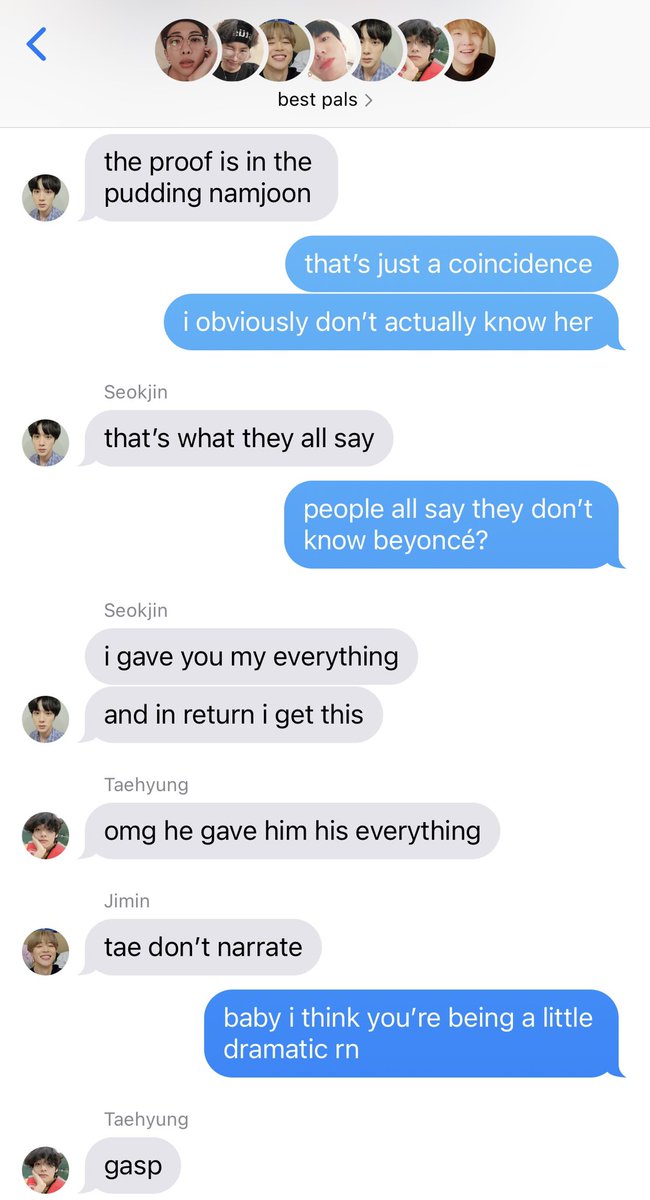 best pals
the proof is in the
pudding namjoon
that’s just a coincidence
i obviously don’t actually know her
Seokjin
that’s what they all say
people all say they don’t
know beyoncé?
Seokjin
i gave you my everything
and in return i get this
Taehyung
omg he gave him his everything
Jimin
tae don’t narrate
baby i think you’re being a little
dramatic rn
Taehyung
gasp